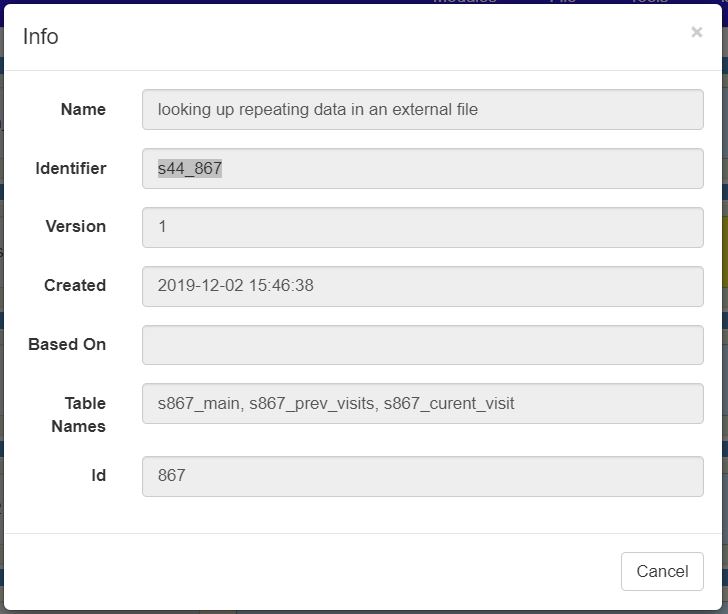 Info
×
Name
looking up repeating data in an external file
Identifier
s44_867
Version
1
Created
2019-12-02 15:46:38
Based On
Table
Names
s867_main, s867_prev_visits, s867_curent_visit
Id
867
Cancel